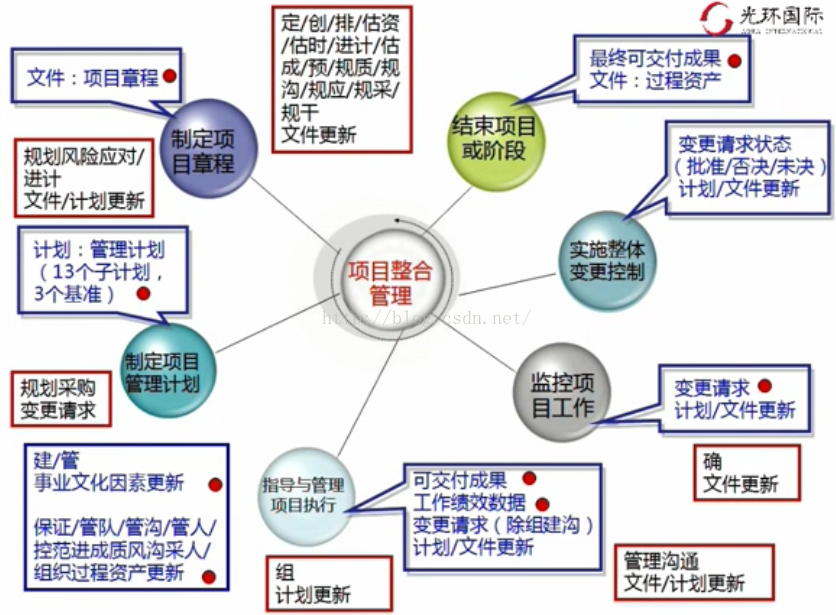 光环国际
AURA INTERNATIONAL
文件：项目章程
制定项
目章程
规划风险应对/
进计
文件/计划更新
定/创/排/估资
/估时/进计/估
成/预/规质/规
沟/规应/规采/
规干
文件更新
最终可交付成果
文件：过程资产
结束项目
或阶段
变更请求状态
（批准/否决/未决）
计划/文件更新
实施整体
变更控制
计划：管理计划
（13个子计划，
3个基准）
项目整合
管理
http://blog.csdn.net/
制定项目
管理计划
规划采购
变更请求
监控项
目工作
变更请求
计划/文件更新
确
文件更新
建/管
事业文化因素更新
保证/管队/管沟/管人/
控范进成质风沟采人/
组织过程资产更新
指导与管理
项目执行
可交付成果
工作绩效数据
变更请求（除组建沟）
计划/文件更新
组
计划更新
管理沟通
文件/计划更新